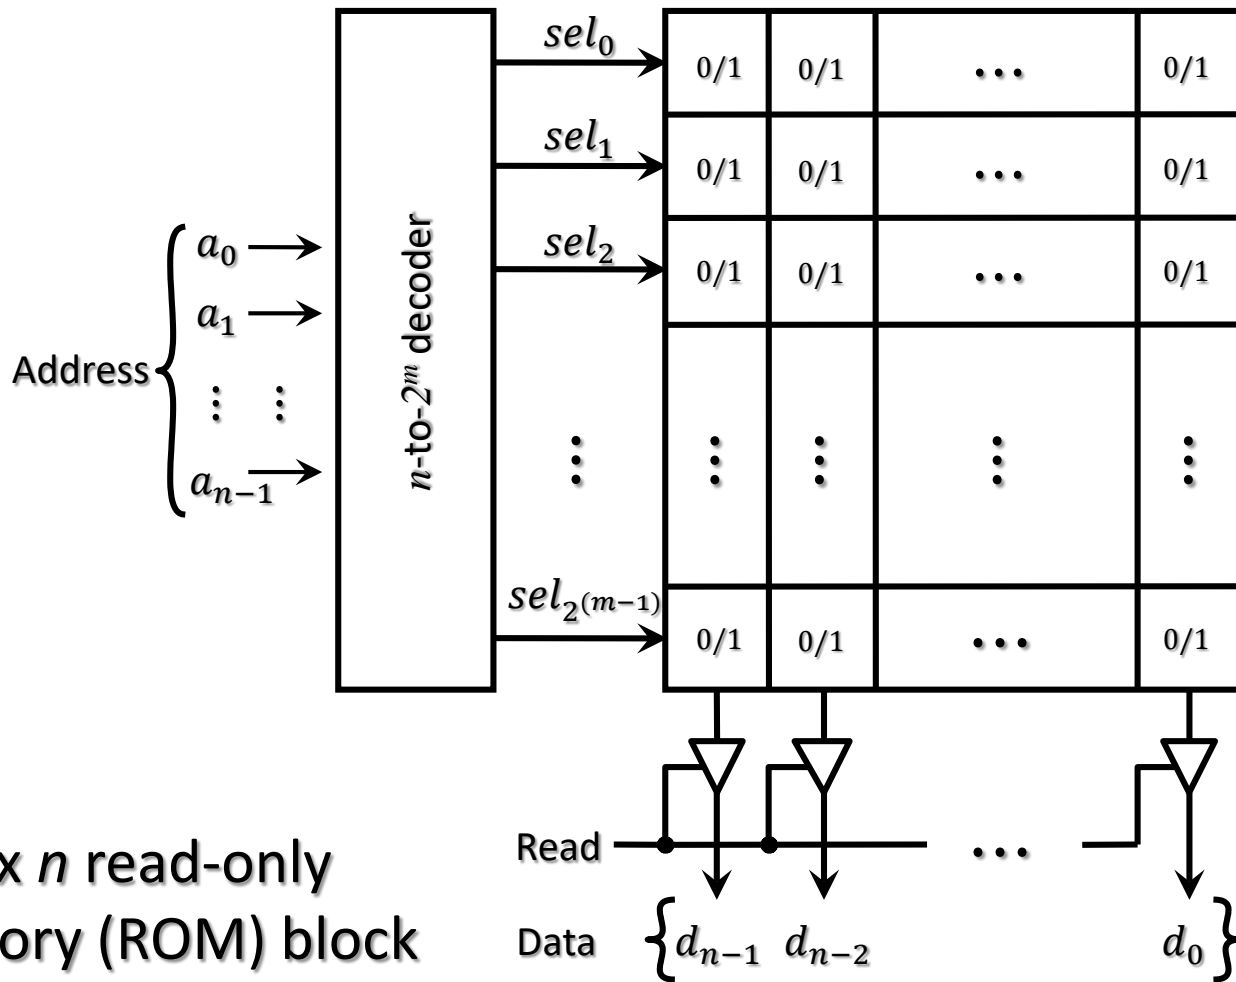 sel₀
0/1 0/1 ... 0/1
sel₁
0/1 0/1 ... 0/1
sel₂
0/1 0/1 ... 0/1
Address
a₀
a₁
⋮ ⋮
aₙ₋₁
n-to-2ᵐ decoder
⋮ ⋮ ⋮ ⋮ ⋮
sel₂(ₘ₋₁)
0/1 0/1 ... 0/1
Read ...
x n read-only
ory (ROM) block
Data { dₙ₋₁ dₙ₋₂ d₀ }